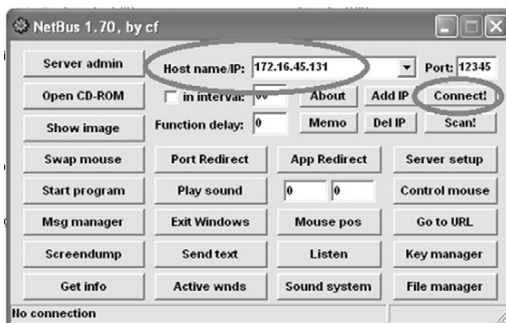 NetBus 1.70, by cf
Server admin Host name/IP: 172.16.45.131 Port: 12345
Open CD-ROM in interval: About Add IP Connect!
Show image Function delay: 0 Memo Del IP Scan!
Swap mouse Port Redirect App Redirect Server setup
Start program Play sound 0 0 Control mouse
Msg manager Exit Windows Mouse pos Go to URL
Screendump Send text Listen Key manager
Get info Active wnds Sound system File manager
No connection